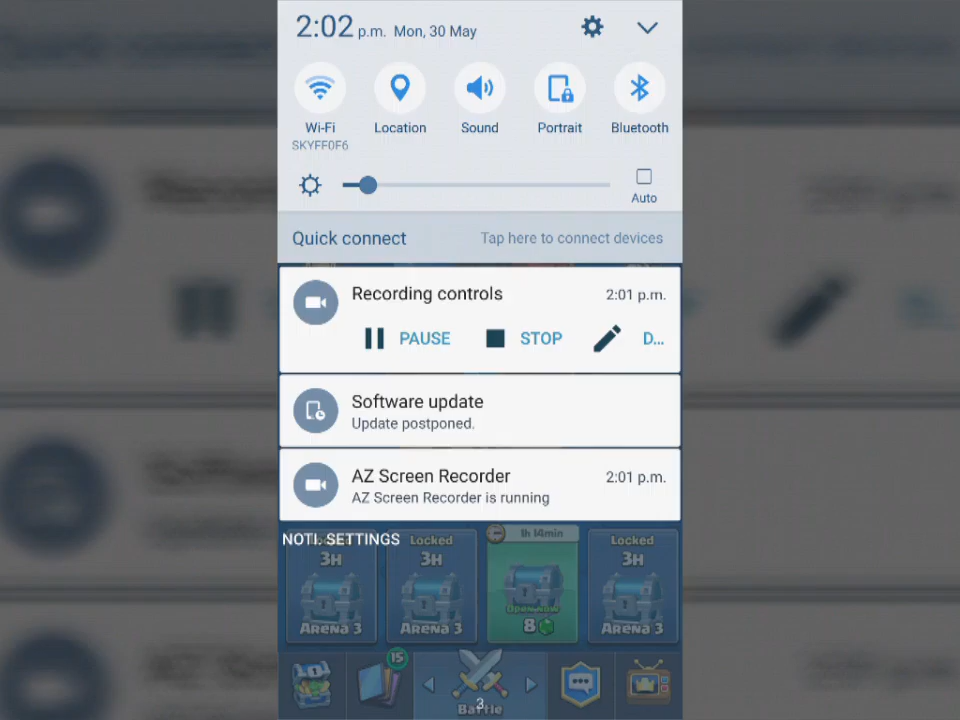 2:02 p.m. Mon, 30 May
Wi-Fi Location Sound Portrait Bluetooth
SKYFF0F6
Auto
Quick connect Tap here to connect devices
Recording controls 2:01 p.m.
PAUSE STOP D...
Software update
Update postponed.
AZ Screen Recorder 2:01 p.m.
AZ Screen Recorder is running
NOTI. SETTINGS
Locked Locked 1h 14min Locked
3H 3H 3H
Open now
Arena 3 Arena 3 8 Arena 3
15
Battle
3